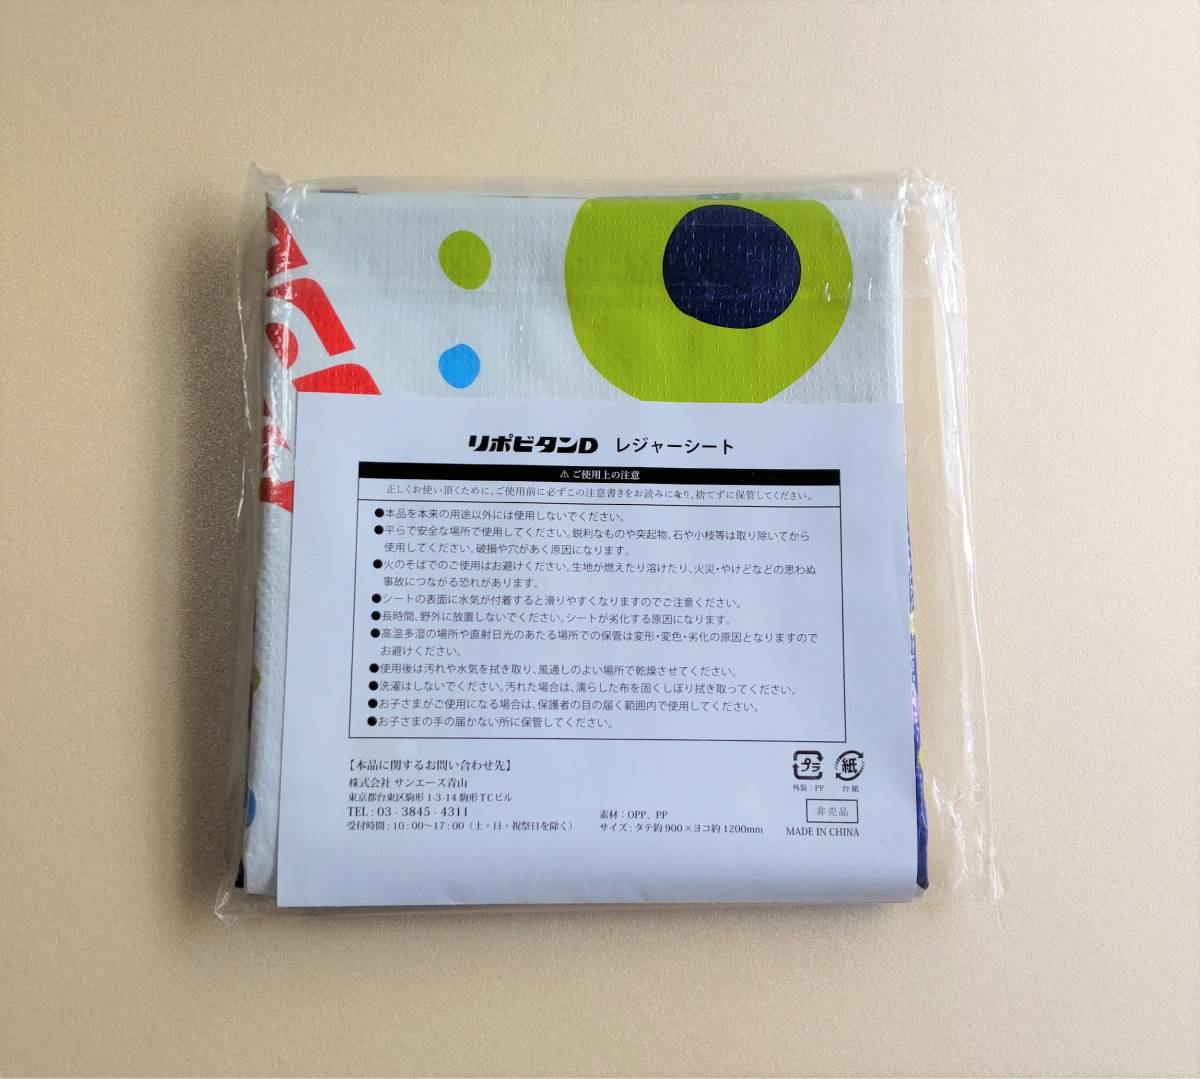 リポビタンD レジャーシート
⚠ご使用上の注意
正しくお使い頂くために、ご使用前に必ずこの注意書きをお読みになり、捨てずに保管してください。
●本品を本来の用途以外には使用しないでください。
●平らで安全な場所で使用してください。鋭利なものや突起物、石や小枝等は取り除いてから
使用してください。破損や穴があく原因になります。
●火のそばでのご使用はお避けください。生地が燃えたり溶けたり、火災・やけどなどの思わぬ
事故につながる恐れがあります。
●シートの表面に水気が付着すると滑りやすくなりますのでご注意ください。
●長時間、野外に放置しないでください。シートが劣化する原因になります。
●高温多湿の場所や直射日光のあたる場所での保管は変形・変色・劣化の原因となりますので
お避けください。
●使用後は汚れや水気を拭き取り、風通しのよい場所で乾燥させてください。
●洗濯はしないでください。汚れた場合は、濡らした布を固くしぼり拭き取ってください。
●お子さまがご使用になる場合は、保護者の目の届く範囲内で使用してください。
●お子さまの手の届かない所に保管してください。
【本品に関するお問い合わせ先】
株式会社 サンエース青山
東京都台東区駒形 1-3-14 駒形TCビル
TEL : 03 - 3845 - 4311
受付時間 : 10 : 00〜17 : 00（土・日・祝祭日を除く）
素材 : OPP、PP
サイズ : タテ約900×ヨコ約1200mm
プラ 紙
外装 : PP 台紙
非売品
MADE IN CHINA